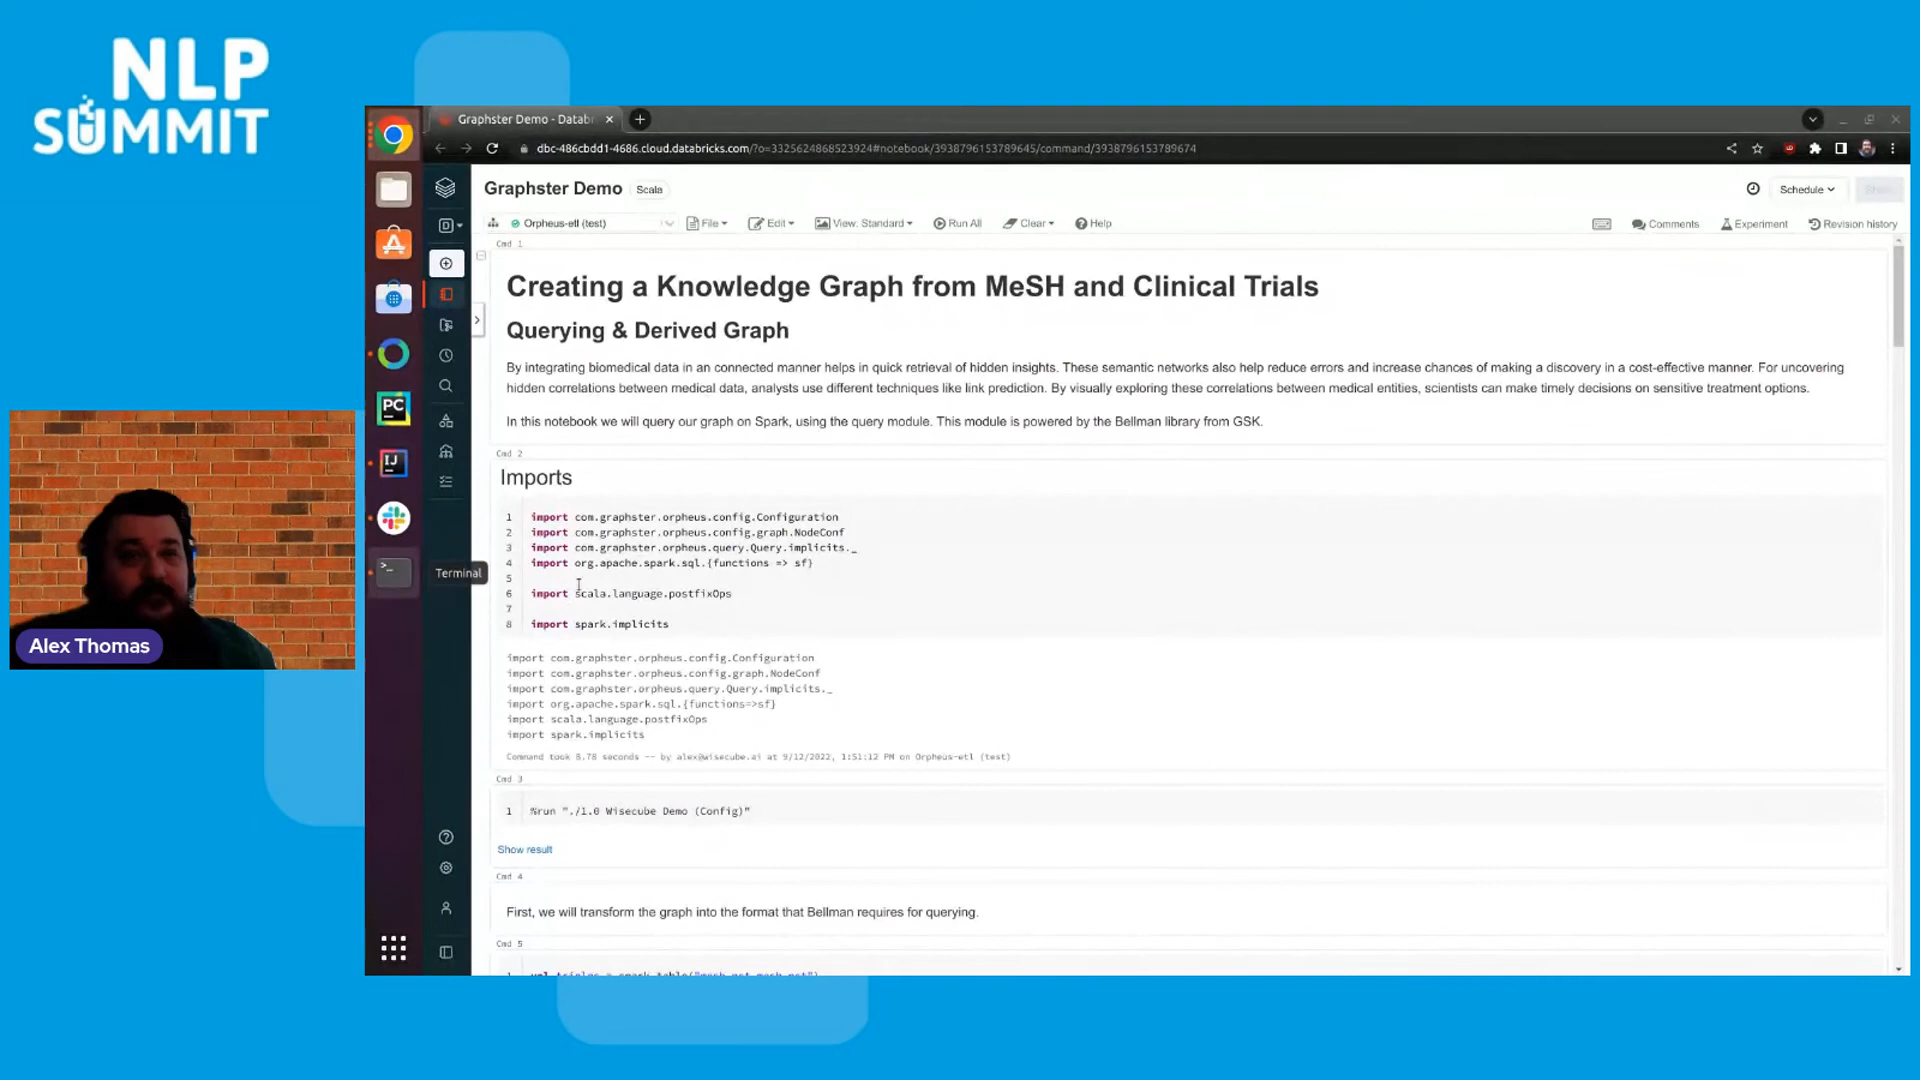 NLP
SUMMIT
Graphster Demo - Datab
dbc-486cbdd1-4686.cloud.databricks.com/?o=3325624868523924#notebook/3938796153789645/command/3938796153789674
Graphster Demo
Scala
Schedule
Orpheus-etl (test)
File
Edit
View: Standard
Run All
Clear
Help
Comments
Experiment
Revision history
Cmd 1
Creating a Knowledge Graph from MeSH and Clinical Trials
Querying & Derived Graph
By integrating biomedical data in an connected manner helps in quick retrieval of hidden insights. These semantic networks also help reduce errors and increase chances of making a discovery in a cost-effective manner. For uncovering
hidden correlations between medical data, analysts use different techniques like link prediction. By visually exploring these correlations between medical entities, scientists can make timely decisions on sensitive treatment options.
In this notebook we will query our graph on Spark, using the query module. This module is powered by the Bellman library from GSK.
Cmd 2
Imports
1 import com.graphster.orpheus.config.Configuration
2 import com.graphster.orpheus.config.graph.NodeConf
3 import com.graphster.orpheus.query.Query.implicits._
4 import org.apache.spark.sql.{functions => sf}
5
6 import scala.language.postfixOps
7
8 import spark.implicits
import com.graphster.orpheus.config.Configuration
import com.graphster.orpheus.config.graph.NodeConf
import com.graphster.orpheus.query.Query.implicits._
import org.apache.spark.sql.{functions=>sf}
import scala.language.postfixOps
import spark.implicits
Command took 8.78 seconds -- by alex@wisecube.ai at 9/12/2022, 1:51:12 PM on Orpheus-etl (test)
Cmd 3
1 %run "./1.0 Wisecube Demo (Config)"
Show result
Cmd 4
First, we will transform the graph into the format that Bellman requires for querying.
Cmd 5
1 val triples = spark.table("mesh_nct.mesh_nct")
PC
IJ
Terminal
Alex Thomas